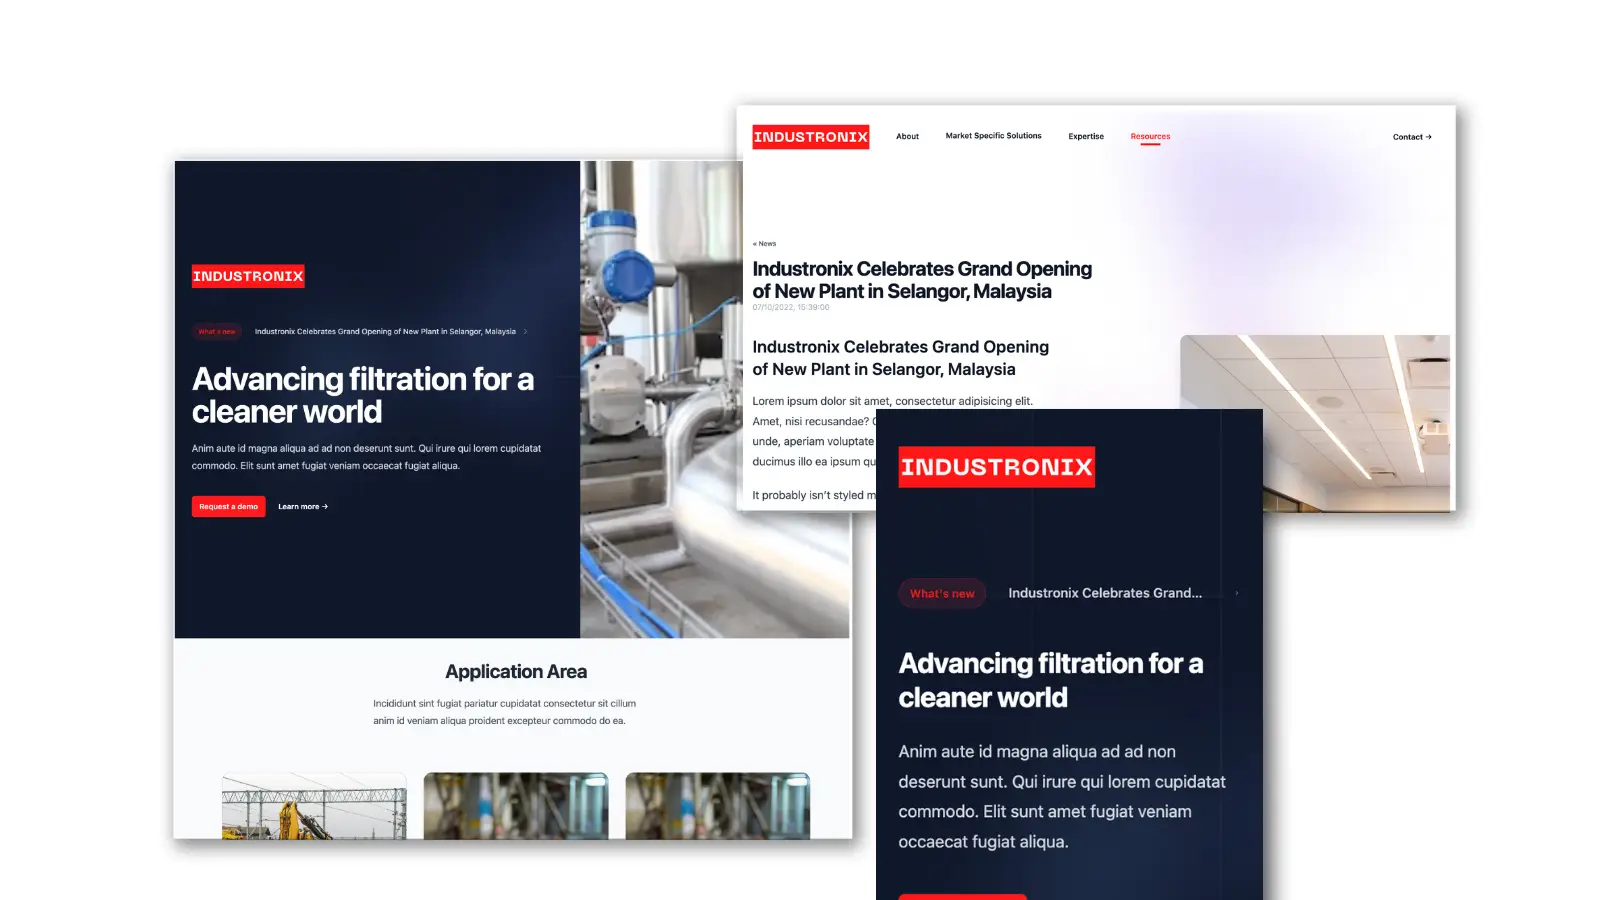 INDUSTRONIX
What's new
Industronix Celebrates Grand Opening of New Plant in Selangor, Malaysia
Advancing filtration for a
cleaner world
Anim aute id magna aliqua ad ad non deserunt sunt. Qui irure qui lorem cupidatat
commodo. Elit sunt amet fugiat veniam occaecat fugiat aliqua.
Request a demo
Learn more →
Application Area
Incididunt sint fugiat pariatur cupidatat consectetur sit cillum
anim id veniam aliqua proident excepteur commodo do ea.
INDUSTRONIX
About
Market Specific Solutions
Expertise
Resources
Contact →
« News
Industronix Celebrates Grand Opening
of New Plant in Selangor, Malaysia
07/10/2022, 15:39:00
Industronix Celebrates Grand Opening
of New Plant in Selangor, Malaysia
Lorem ipsum dolor sit amet, consectetur adipisicing elit.
Amet, nisi recusandae?
unde, aperiam voluptate
ducimus illo ea ipsum
It probably isn't styled
INDUSTRONIX
What's new
Industronix Celebrates Grand...
Advancing filtration for a
cleaner world
Anim aute id magna aliqua ad ad non
deserunt sunt. Qui irure qui lorem cupidatat
commodo. Elit sunt amet fugiat veniam
occaecat fugiat aliqua.